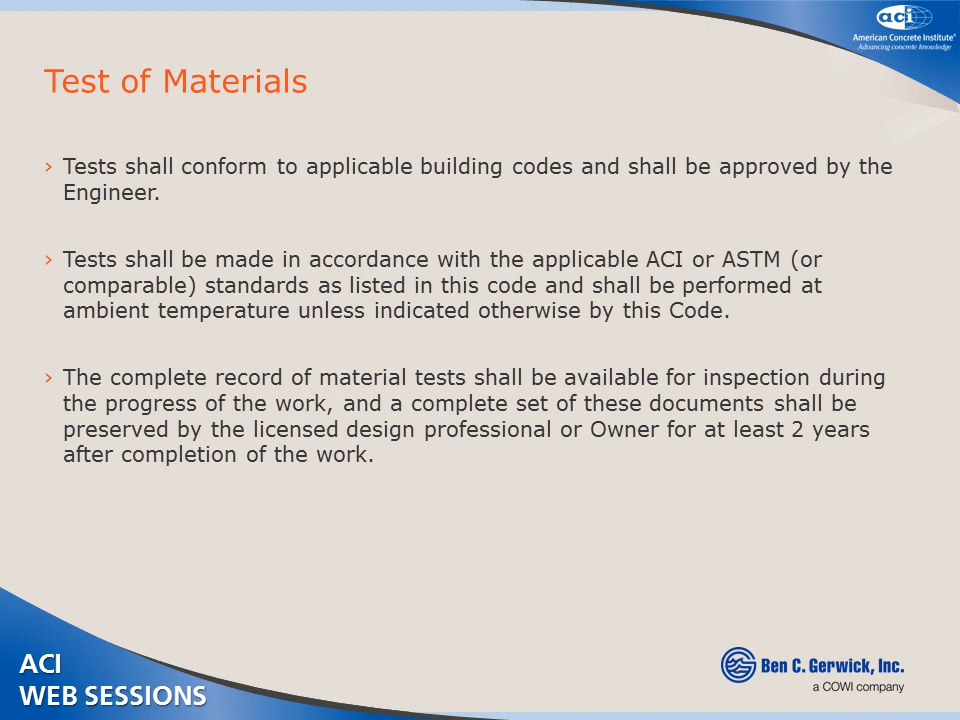 aci
American Concrete Institute®
Advancing concrete knowledge
Test of Materials
› Tests shall conform to applicable building codes and shall be approved by the
Engineer.
› Tests shall be made in accordance with the applicable ACI or ASTM (or
comparable) standards as listed in this code and shall be performed at
ambient temperature unless indicated otherwise by this Code.
› The complete record of material tests shall be available for inspection during
the progress of the work, and a complete set of these documents shall be
preserved by the licensed design professional or Owner for at least 2 years
after completion of the work.
ACI
WEB SESSIONS
Ben C. Gerwick, Inc.
a COWI company